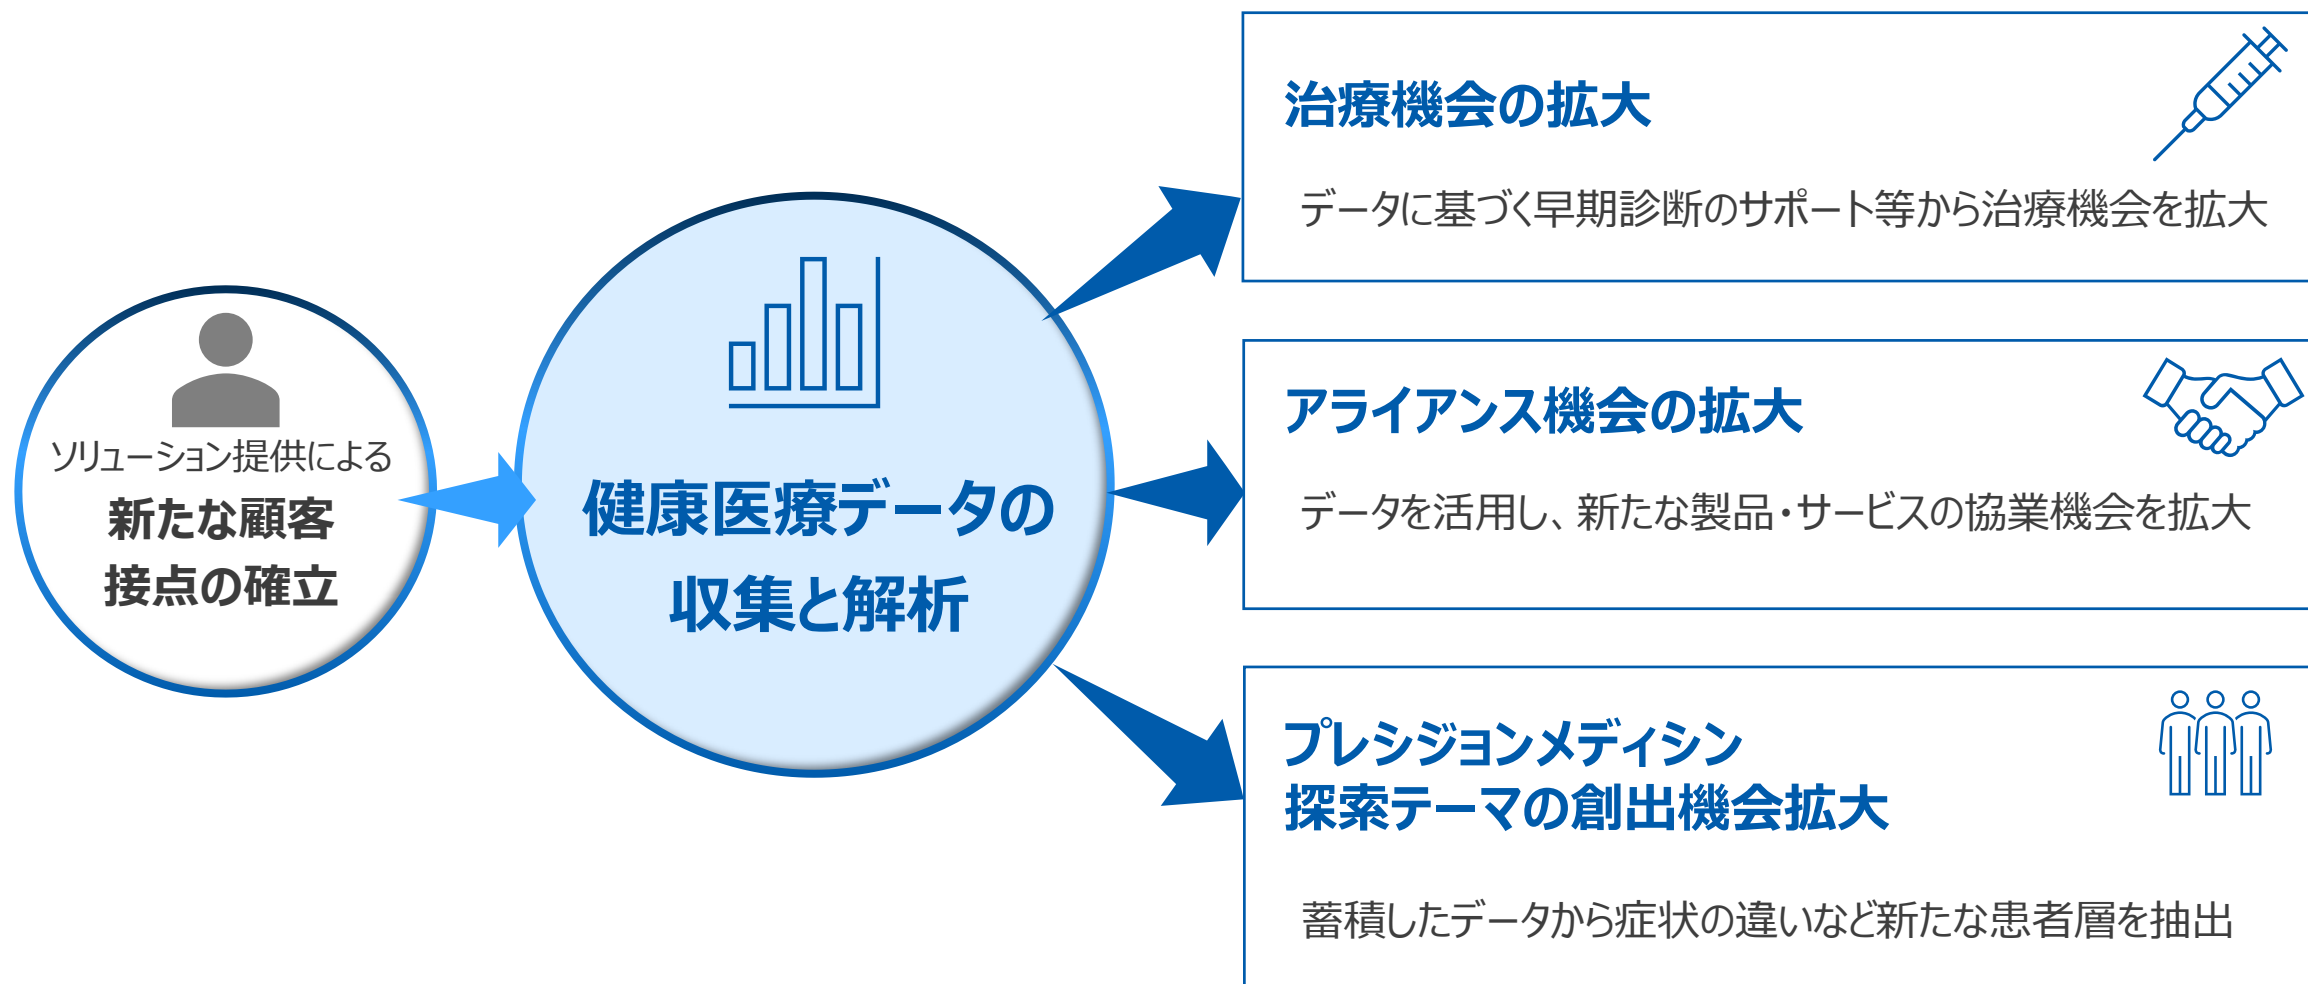 ソリューション提供による
新たな顧客
接点の確立
健康医療データの
収集と解析
治療機会の拡大
データに基づく早期診断のサポート等から治療機会を拡大
アライアンス機会の拡大
データを活用し、新たな製品・サービスの協業機会を拡大
プレシジョンメディシン
探索テーマの創出機会拡大
蓄積したデータから症状の違いなど新たな患者層を抽出